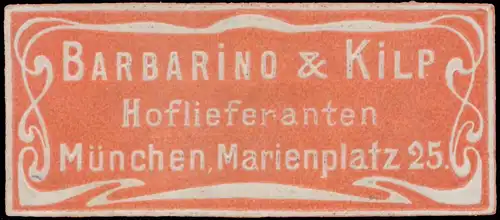 BARBARINO & KILP
Hoflieferanten
München, Marienplatz 25.